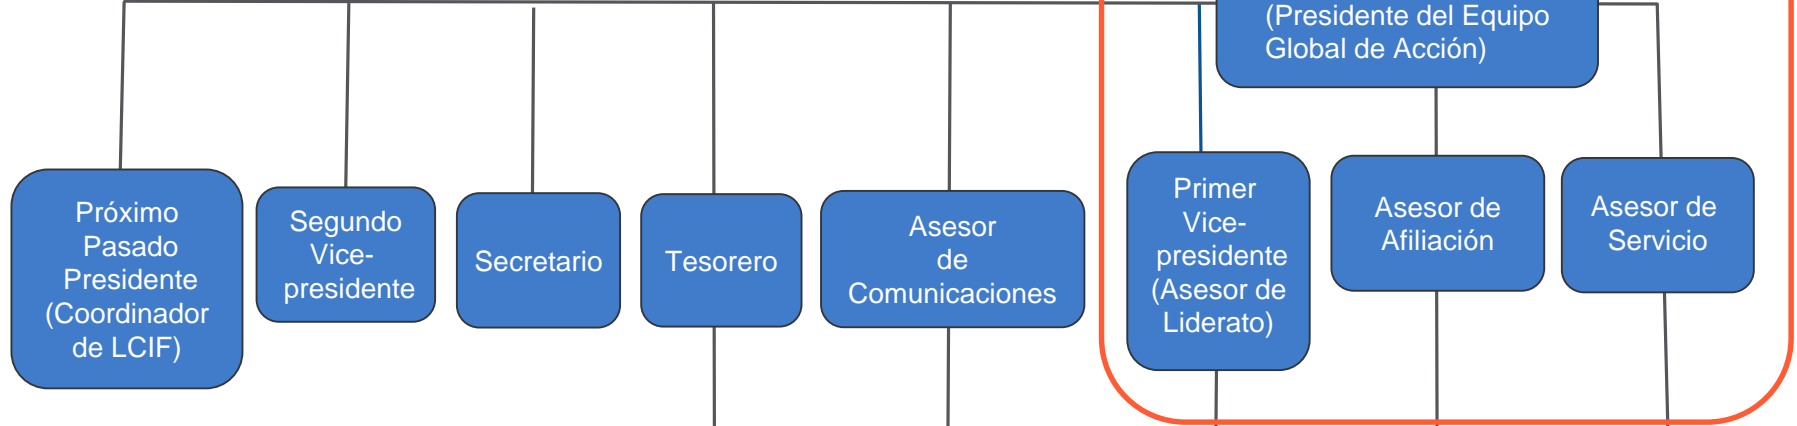 (Presidente del Equipo
Global de Acción)
Próximo
Pasado
Presidente
(Coordinador
de LCIF)
Segundo
Vice-
presidente
Secretario
Tesorero
Asesor
de
Comunicaciones
Primer
Vice-
presidente
(Asesor de
Liderato)
Asesor de
Afiliación
Asesor de
Servicio